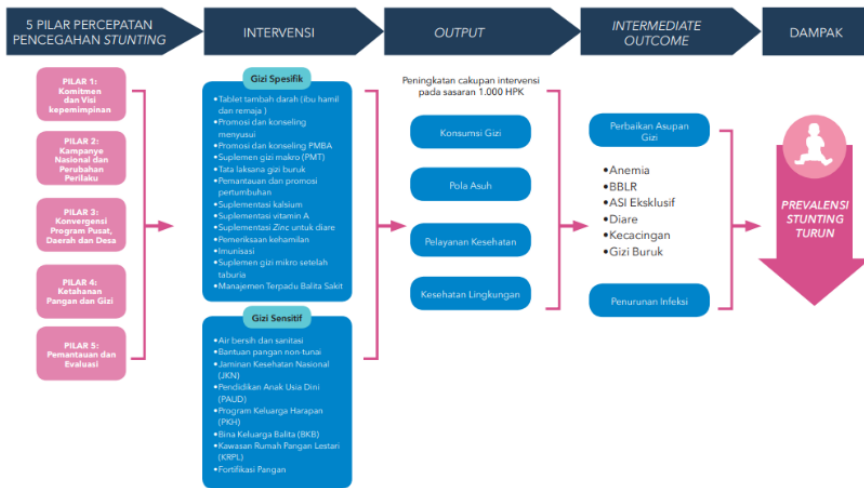 5 PILAR PERCEPATAN
PENCEGAHAN STUNTING
INTERVENSI
OUTPUT
INTERMEDIATE
OUTCOME
DAMPAK
PILAR 1:
Komitmen
dan Visi
kepemimpinan
PILAR 2:
Kampanye
Nasional dan
Perubahan
Perilaku
PILAR 3:
Konvergensi
Program Pusat,
Daerah dan Desa
PILAR 4:
Ketahanan
Pangan dan Gizi
PILAR 5:
Pemantauan dan
Evaluasi
Gizi Spesifik
•Tablet tambah darah (ibu hamil
dan remaja )
•Promosi dan konseling
menyusui
•Promosi dan konseling PMBA
•Suplemen gizi makro (PMT)
•Tata laksana gizi buruk
•Pemantauan dan promosi
pertumbuhan
•Suplementasi kalsium
•Suplementasi vitamin A
•Suplementasi Zinc untuk diare
•Pemeriksaan kehamilan
•Imunisasi
•Suplemen gizi mikro setelah
taburia
•Manajemen Terpadu Balita Sakit
Gizi Sensitif
•Air bersih dan sanitasi
•Bantuan pangan non-tunai
•Jaminan Kesehatan Nasional
(JKN)
•Pendidikan Anak Usia Dini
(PAUD)
•Program Keluarga Harapan
(PKH)
•Bina Keluarga Balita (BKB)
•Kawasan Rumah Pangan Lestari
(KRPL)
•Fortifikasi Pangan
Peningkatan cakupan intervensi
pada sasaran 1.000 HPK
Konsumsi Gizi
Pola Asuh
Pelayanan Kesehatan
Kesehatan Lingkungan
Perbaikan Asupan
Gizi
•Anemia
•BBLR
•ASI Eksklusif
•Diare
•Kecacingan
•Gizi Buruk
Penurunan Infeksi
PREVALENSI
STUNTING
TURUN